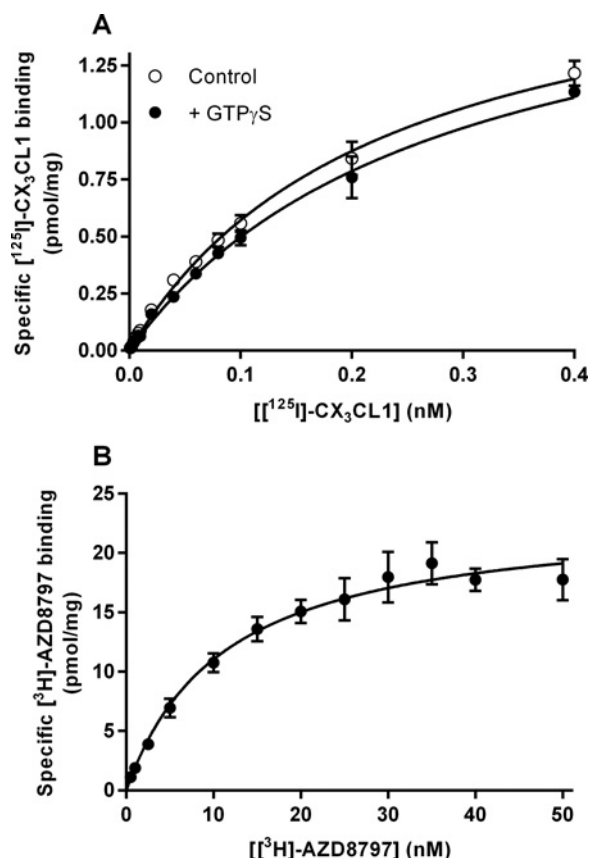 A
Specific [¹²⁵I]-CX₃CL1 binding
(pmol/mg)
1.25
1.00
0.75
0.50
0.25
0.00
Control
+ GTPγS
0.0
0.1
0.2
0.3
0.4
[[¹²⁵I]-CX₃CL1] (nM)
B
Specific [³H]-AZD8797 binding
(pmol/mg)
25
20
15
10
5
0
0
10
20
30
40
50
[[³H]-AZD8797] (nM)